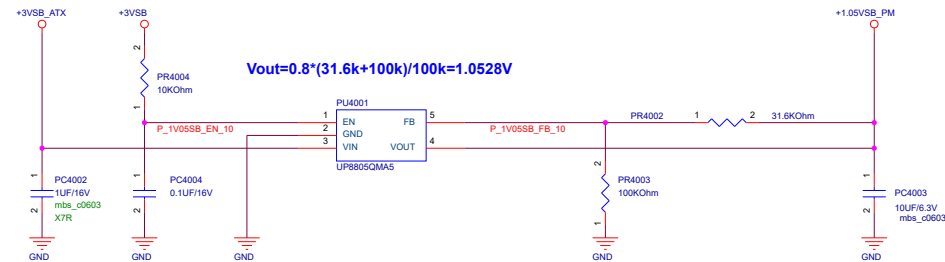 +3VSB_ATX
+3VSB
+1.05VSB_PM
Vout=0.8*(31.6k+100k)/100k=1.0528V
2
PR4004
10KOhm
1
PU4001
P_1V05SB_EN_10
1
EN
2
GND
3
VIN
FB
5
VOUT
4
UP8805QMA5
P_1V05SB_FB_10
PR4002
1
2
31.6KOhm
1
PC4002
1UF/16V
2
mbs_c0603
X7R
GND
1
PC4004
0.1UF/16V
2
GND
GND
2
PR4003
100KOhm
1
GND
1
PC4003
2
10UF/6.3V
mbs_c0603
GND